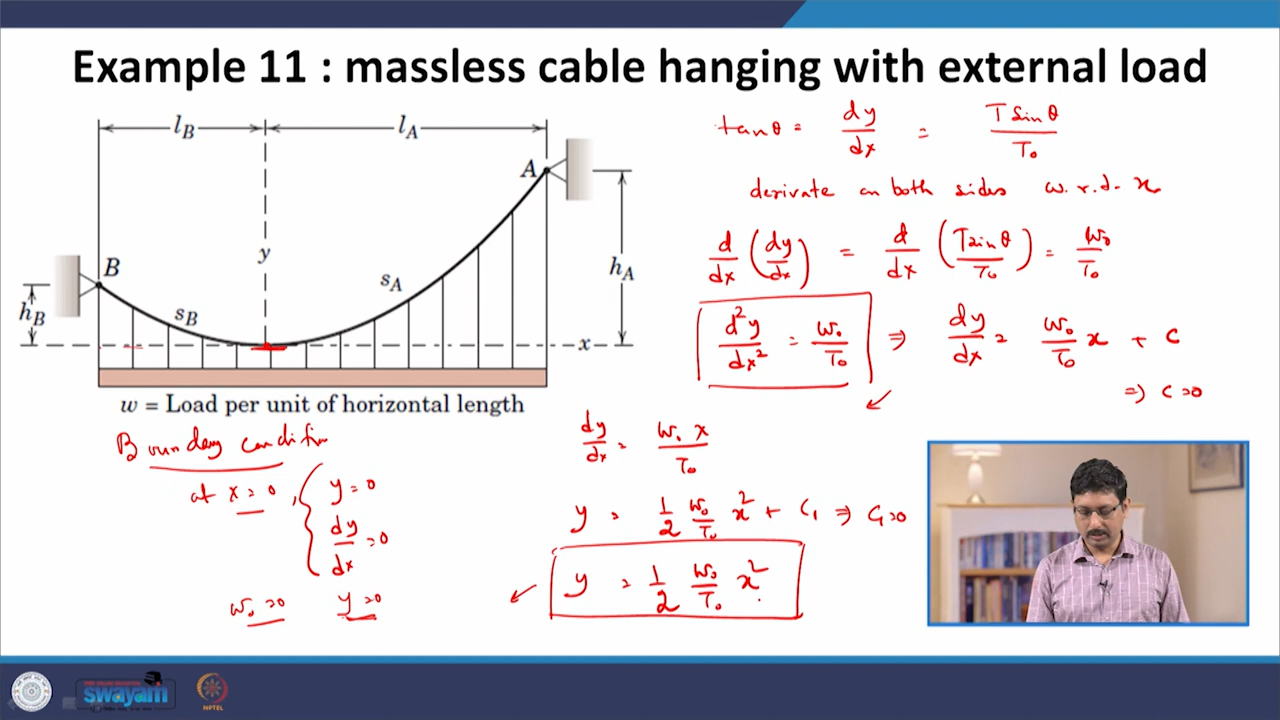 Example 11 : massless cable hanging with external load
l_B
l_A
A
y
B
h_A
s_A
h_B
s_B
x
w = Load per unit of horizontal length
tanθ = dy/dx = T sinθ/T₀
derivate on both sides w.r.t. x
d/dx (dy/dx) = d/dx (T sinθ/T₀) = w₀/T₀
d²y/dx² = w₀/T₀ ⇒ dy/dx = w₀/T₀ x + C
⇒ C=0
Boundary condition
at x=0, { y=0
dy/dx =0
w₀=0 y=0
dy/dx = w₀ x/T₀
y = 1/2 w₀/T₀ x² + C₁ ⇒ C₁=0
y = 1/2 w₀/T₀ x²
swayam
NPTEL